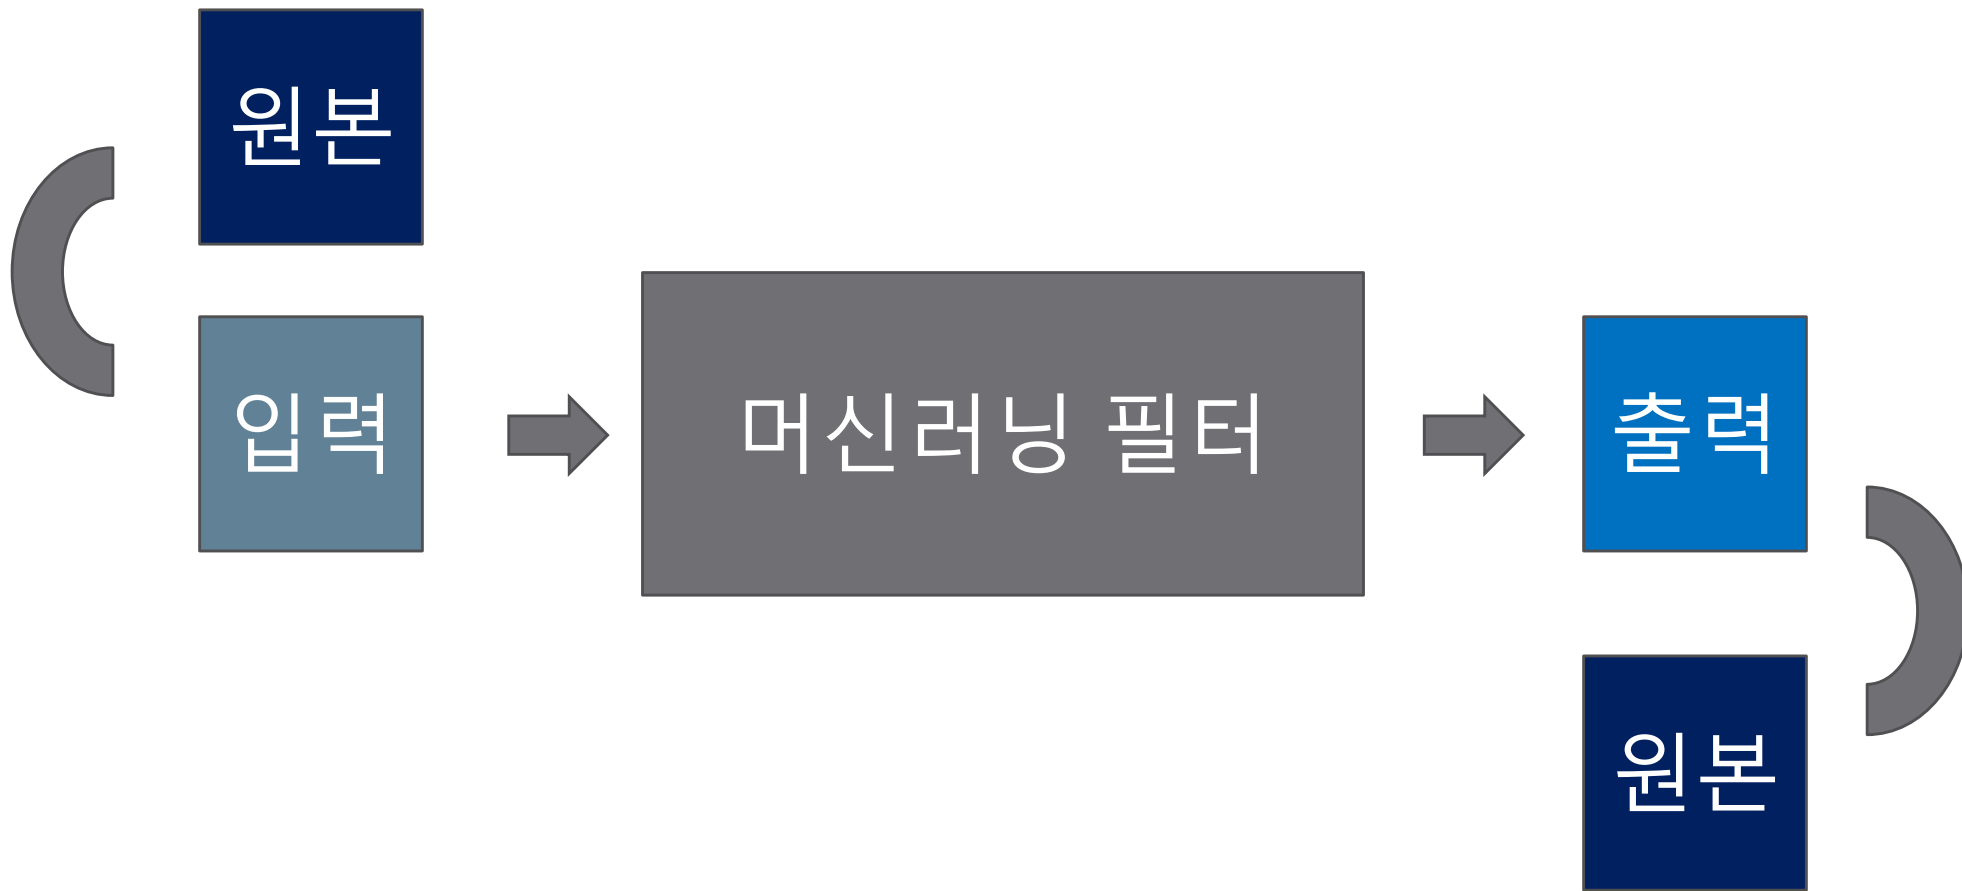 원본
입력
머신러닝 필터
출력
원본